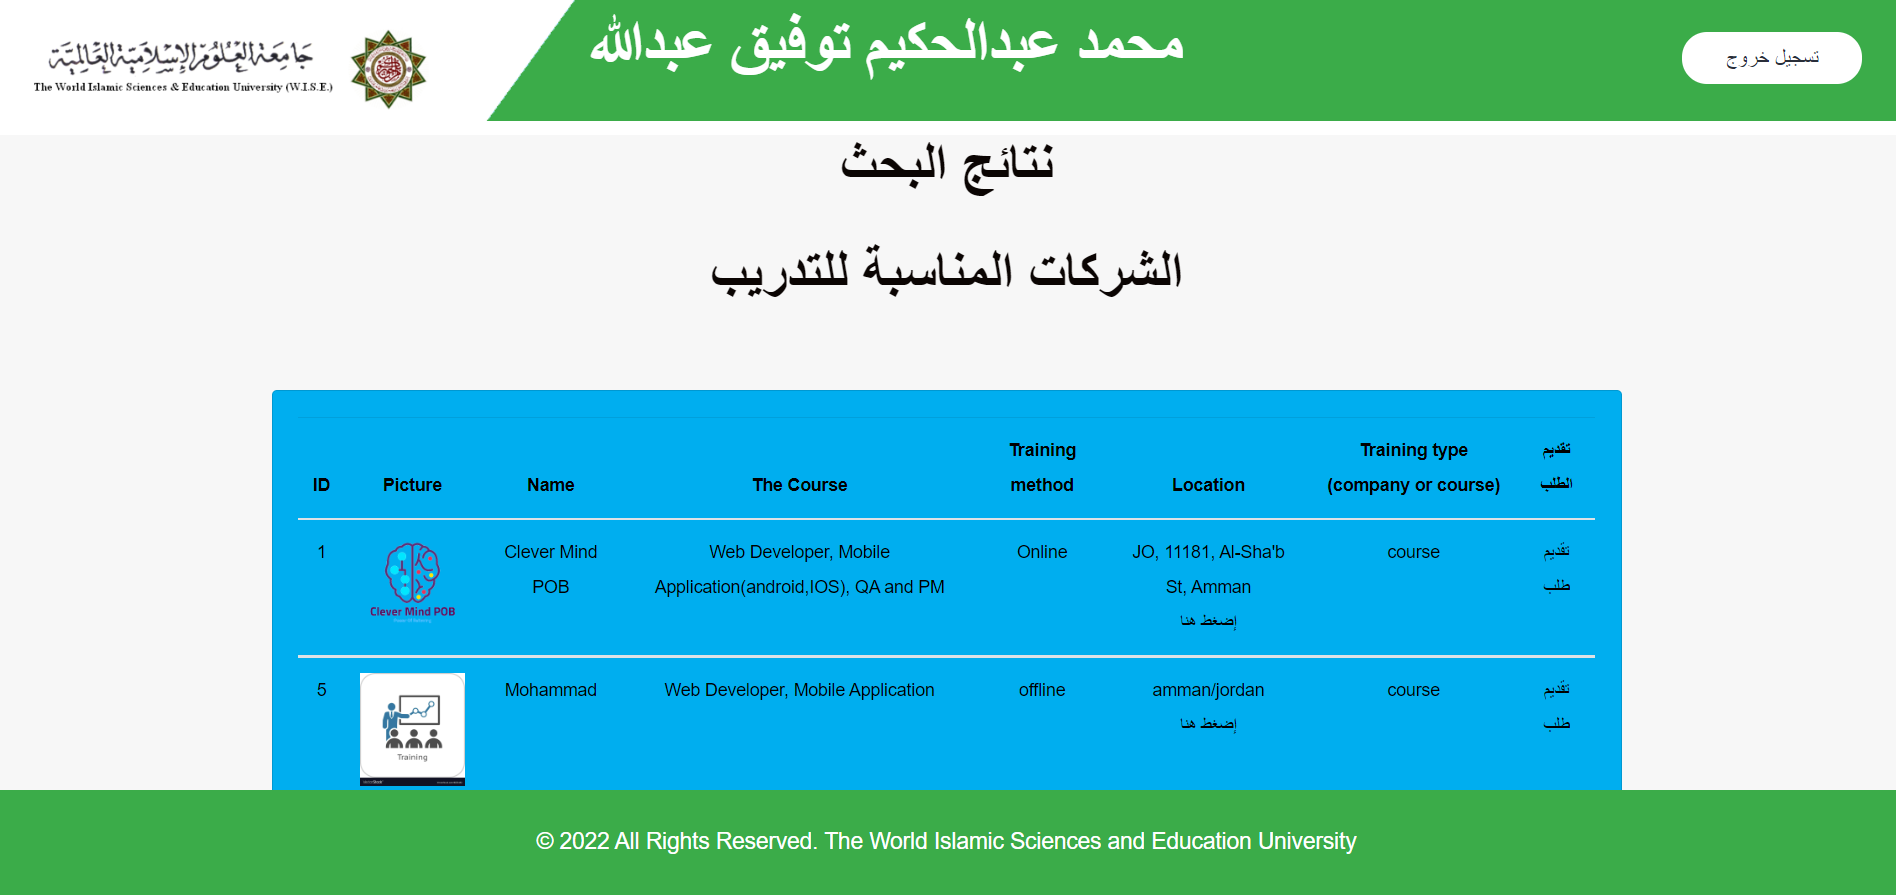 جامعة العلوم الإسلامية العالمية
The World Islamic Sciences & Education University (W.I.S.E.)
محمد عبدالحكيم توفيق عبدالله
تسجيل خروج
نتائج البحث
الشركات المناسبة للتدريب
ID Picture Name The Course Training method Location Training type (company or course) تقديم الطلب
1
Clever Mind POB
Clever Mind
POB
Web Developer, Mobile
Application(android,IOS), QA and PM
Online
JO, 11181, Al-Sha'b
St, Amman
إضغط هنا
course
تقديم
طلب
5
Training
Mohammad
Web Developer, Mobile Application
offline
amman/jordan
إضغط هنا
course
تقديم
طلب
© 2022 All Rights Reserved. The World Islamic Sciences and Education University